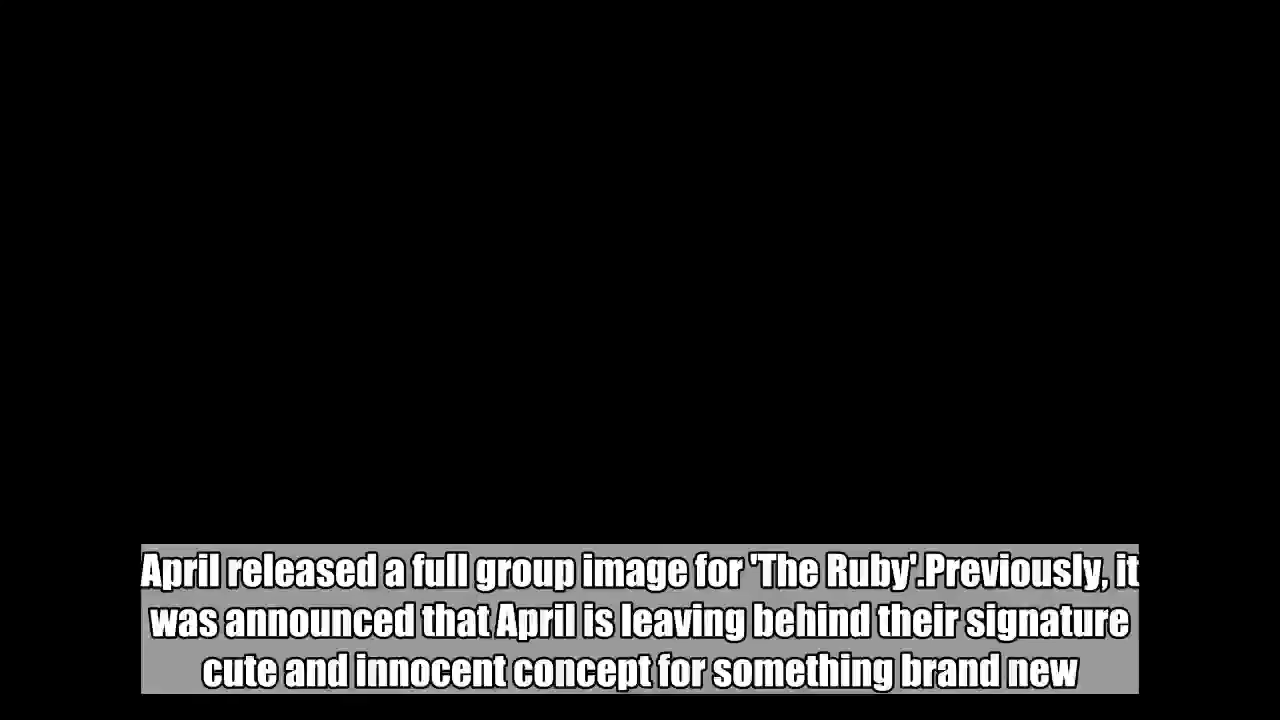 April released a full group image for 'The Ruby'.Previously, it
was announced that April is leaving behind their signature
cute and innocent concept for something brand new